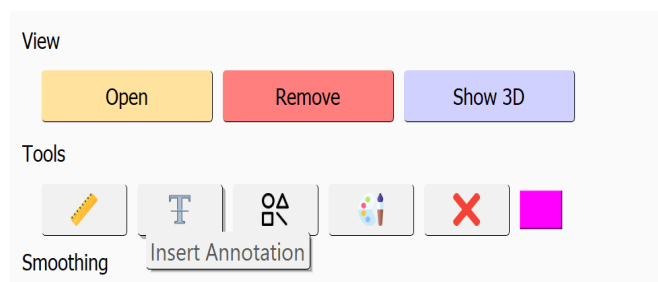 View
Open Remove Show 3D
Tools
T
Insert Annotation
Smoothing